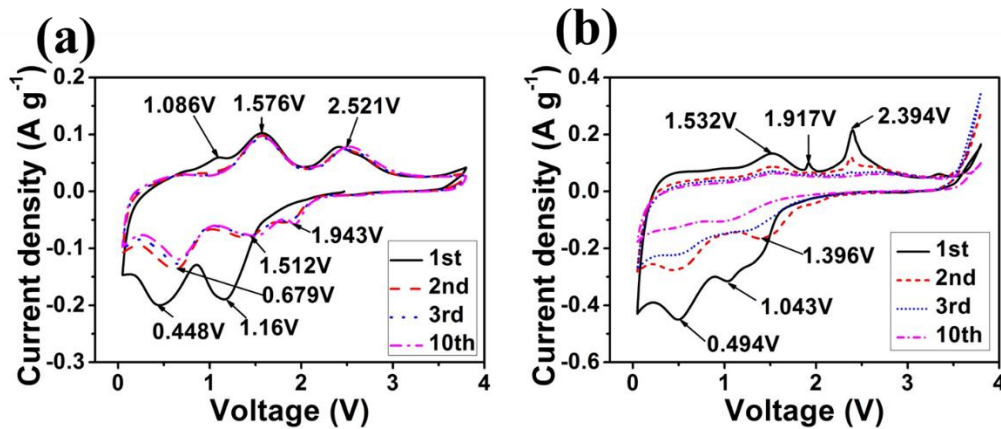 (a)
Current density (A g⁻¹)
0.2
0.1
0.0
-0.1
-0.2
-0.3
1.086V
1.576V
2.521V
1.943V
1.512V
0.679V
1.16V
0.448V
1st
2nd
3rd
10th
0 1 2 3 4
Voltage (V)
(b)
Current density (A g⁻¹)
0.4
0.2
0.0
-0.2
-0.4
-0.6
1.532V
1.917V
2.394V
1.396V
1.043V
0.494V
1st
2nd
3rd
10th
0 1 2 3 4
Voltage (V)